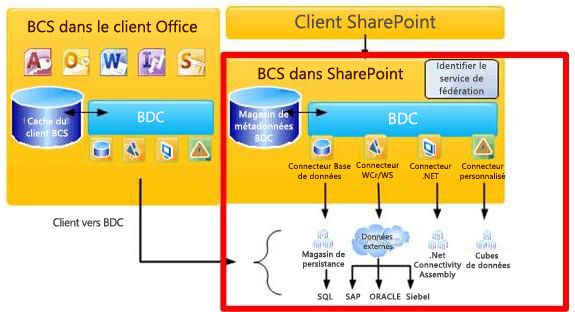 BCS dans le client Office
Client SharePoint
A O W I S
BCS dans SharePoint
Identifier le
service de
fédération
Cache du
client BCS
BDC
Magasin de
métadonnées
BDC
BDC
Connecteur Base
de données
Connecteur
WCr/WS
Connecteur
.NET
Connecteur
personnalisé
Client vers BDC
Magasin de
persistance
Données
externes
.Net
Connectivity
Assembly
Cubes
de données
SQL
SAP
ORACLE
Siebel